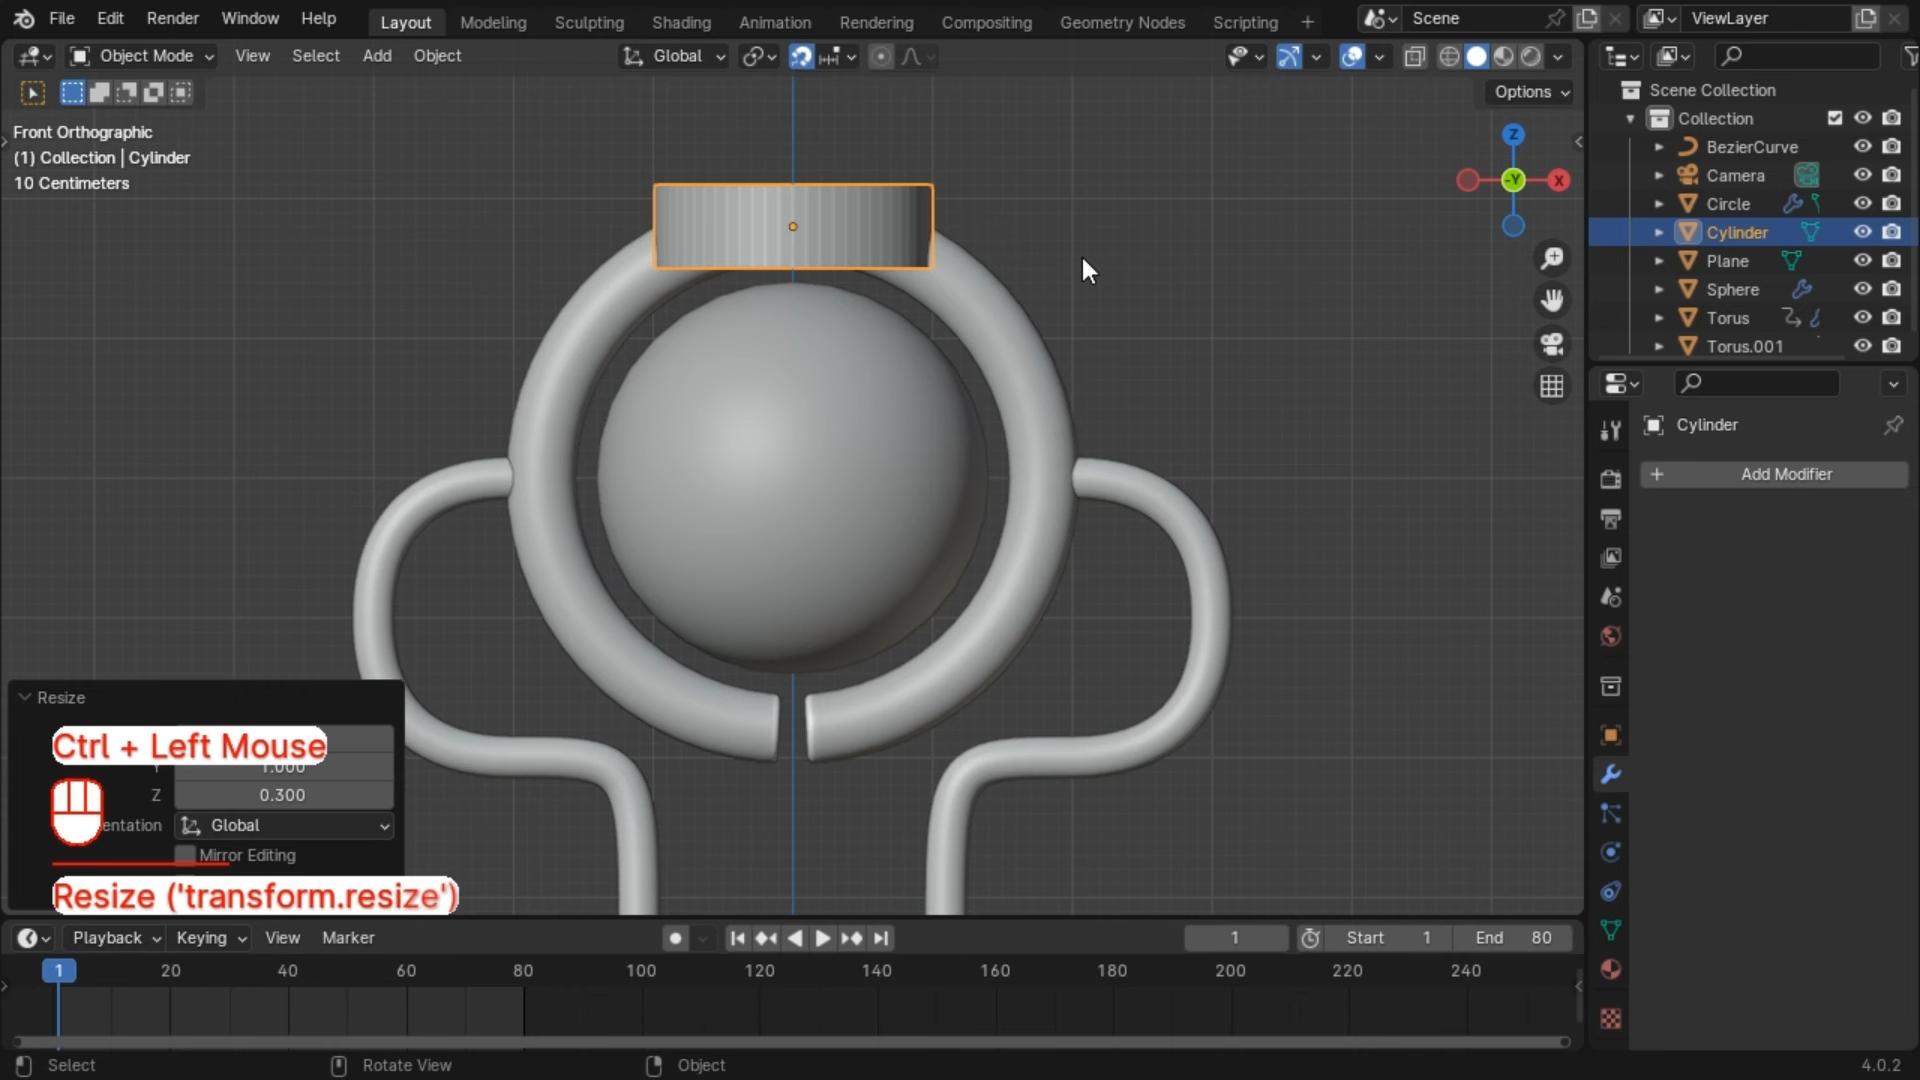 File Edit Render Window Help Layout Modeling Sculpting Shading Animation Rendering Compositing Geometry Nodes Scripting + Scene ViewLayer
Object Mode View Select Add Object Global
Options
Front Orthographic
(1) Collection | Cylinder
10 Centimeters
Z
-Y
X
Scene Collection
Collection
BezierCurve
Camera
Circle
Cylinder
Plane
Sphere
Torus
Torus.001
Cylinder
+ Add Modifier
Resize
Ctrl + Left Mouse
Y 1.000
Z 0.300
entation Global
Mirror Editing
Resize ('transform.resize')
Playback Keying View Marker 1 Start 1 End 80
1 20 40 60 80 100 120 140 160 180 200 220 240
Select Rotate View Object 4.0.2